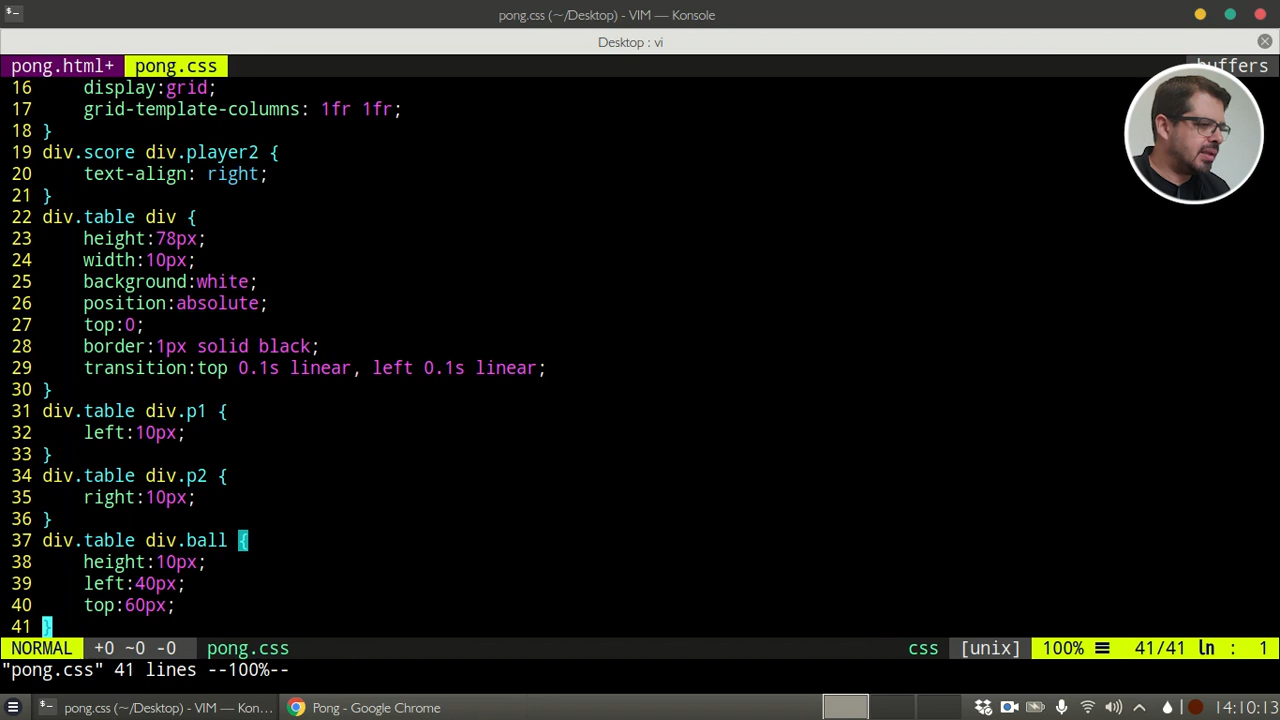 pong.css (~/Desktop) - VIM — Konsole
Desktop : vi
pong.html+ pong.css buffers
16 display:grid;
17 grid-template-columns: 1fr 1fr;
18 }
19 div.score div.player2 {
20 text-align: right;
21 }
22 div.table div {
23 height:78px;
24 width:10px;
25 background:white;
26 position:absolute;
27 top:0;
28 border:1px solid black;
29 transition:top 0.1s linear, left 0.1s linear;
30 }
31 div.table div.p1 {
32 left:10px;
33 }
34 div.table div.p2 {
35 right:10px;
36 }
37 div.table div.ball {
38 height:10px;
39 left:40px;
40 top:60px;
41 }
NORMAL +0 ~0 -0 pong.css css [unix] 100% ☰ 41/41 ln : 1
"pong.css" 41 lines --100%--
pong.css (~/Desktop) - VIM — Kon... Pong - Google Chrome 14:10:13